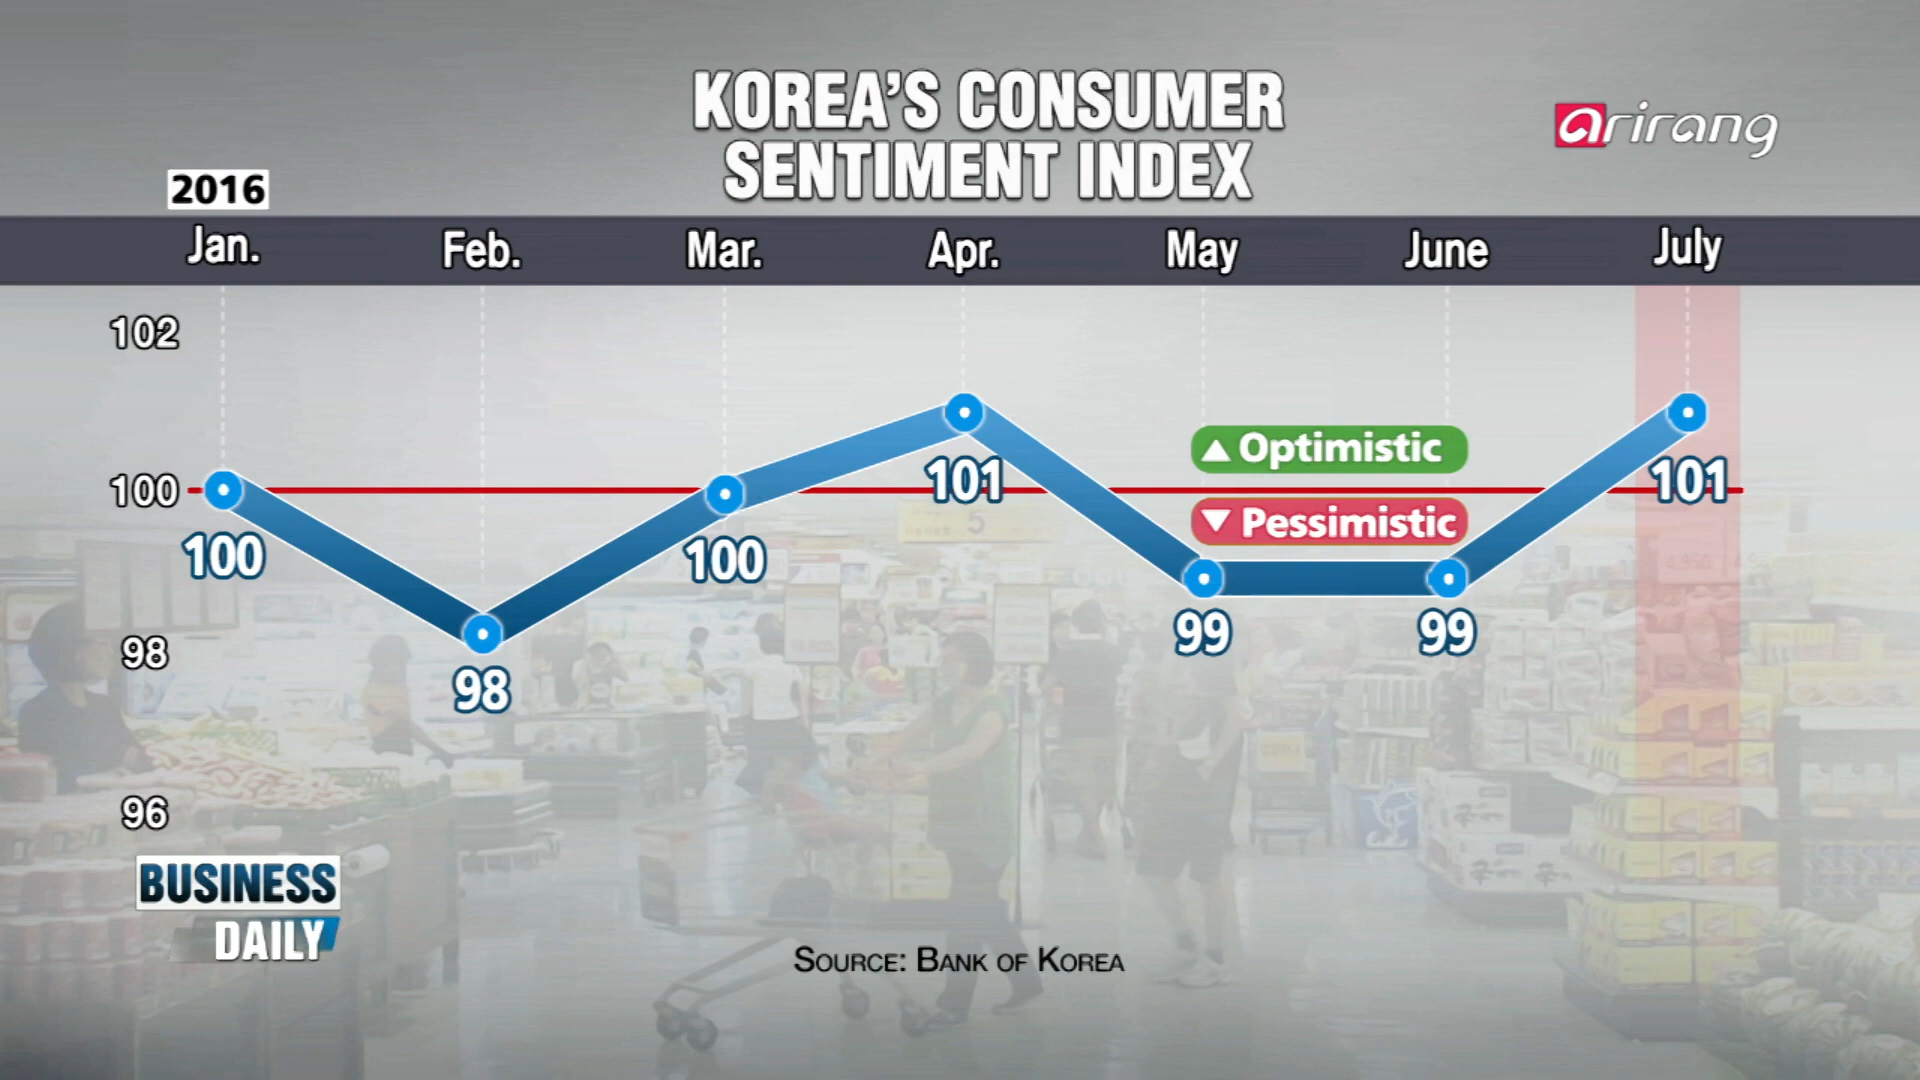 KOREA'S CONSUMER
SENTIMENT INDEX
arirang
2016
Jan. Feb. Mar. Apr. May June July
102
100
98
96
100
98
100
101
99
99
101
▲ Optimistic
▼ Pessimistic
5
BUSINESS
DAILY
SOURCE: BANK OF KOREA